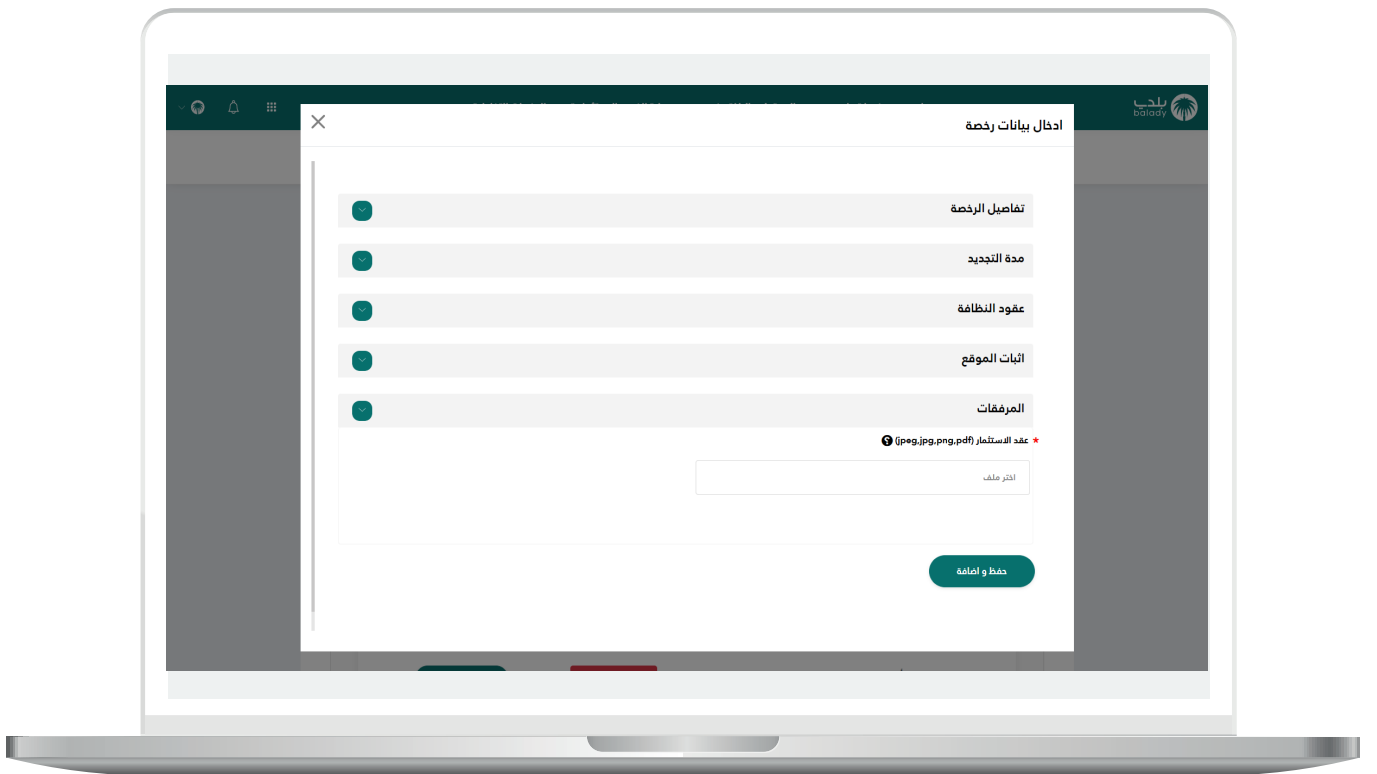 بلدي
balady
ادخال بيانات رخصة
تفاصيل الرخصة
مدة التجديد
عقود النظافة
اثبات الموقع
المرفقات
* عقد الاستثمار (jpeg,jpg,png,pdf)
اختر ملف
حفظ و اضافة